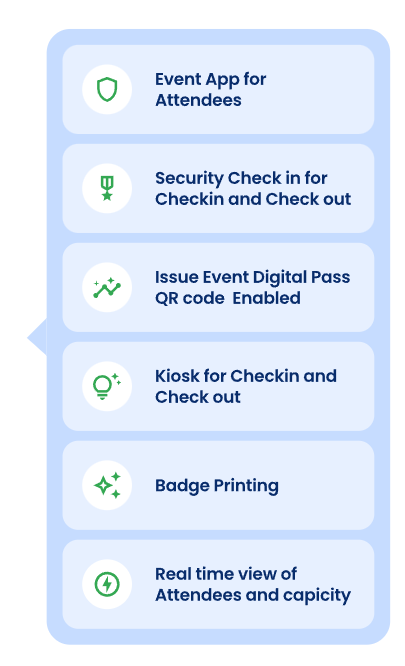 Event App for
Attendees
Security Check in for
Checkin and Check out
Issue Event Digital Pass
QR code  Enabled
Kiosk for Checkin and
Check out
Badge Printing
Real time view of
Attendees and capicity